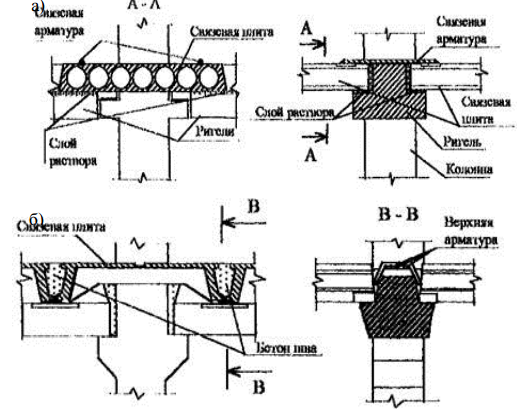 а)
А - А
Связевая
арматура
Связевая плита
Слой
раствора
Ригели
А
Связевая
арматура
Слой раствора
Связевая
плита
Ригель
Колонна
А
б)
Связевая плита
В
Бетон шва
В
В - В
Верхняя
арматура